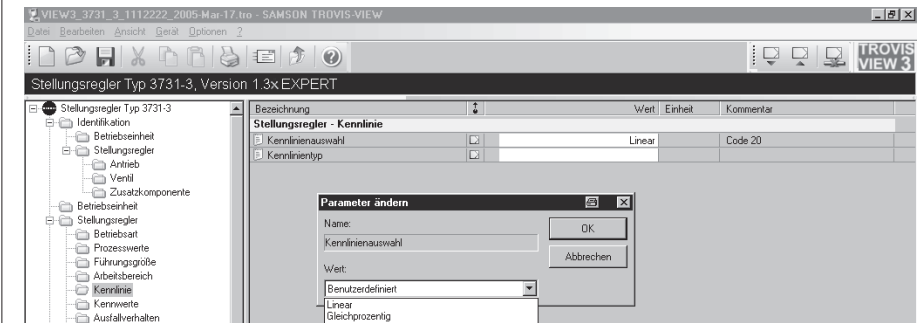 VIEW3_3731_3_1112222_2005-Mar-17.tro - SAMSON TROVIS-VIEW
Datei Bearbeiten Ansicht Gerät Optionen ?
TROVIS
VIEW 3
Stellungsregler Typ 3731-3, Version 1.3x EXPERT
Stellungsregler Typ 3731-3
Identifikation
Betriebseinheit
Stellungsregler
Antrieb
Ventil
Zusatzkomponente
Betriebseinheit
Stellungsregler
Betriebsart
Prozesswerte
Führungsgröße
Arbeitsbereich
Kennlinie
Kennwerte
Ausfallverhalten
Bezeichnung Wert Einheit Kommentar
Stellungsregler - Kennlinie
Kennlinienauswahl Linear Code 20
Kennlinientyp
Parameter ändern
Name:
Kennlinienauswahl
Wert:
Benutzerdefiniert
Linear
Gleichprozentig
OK
Abbrechen